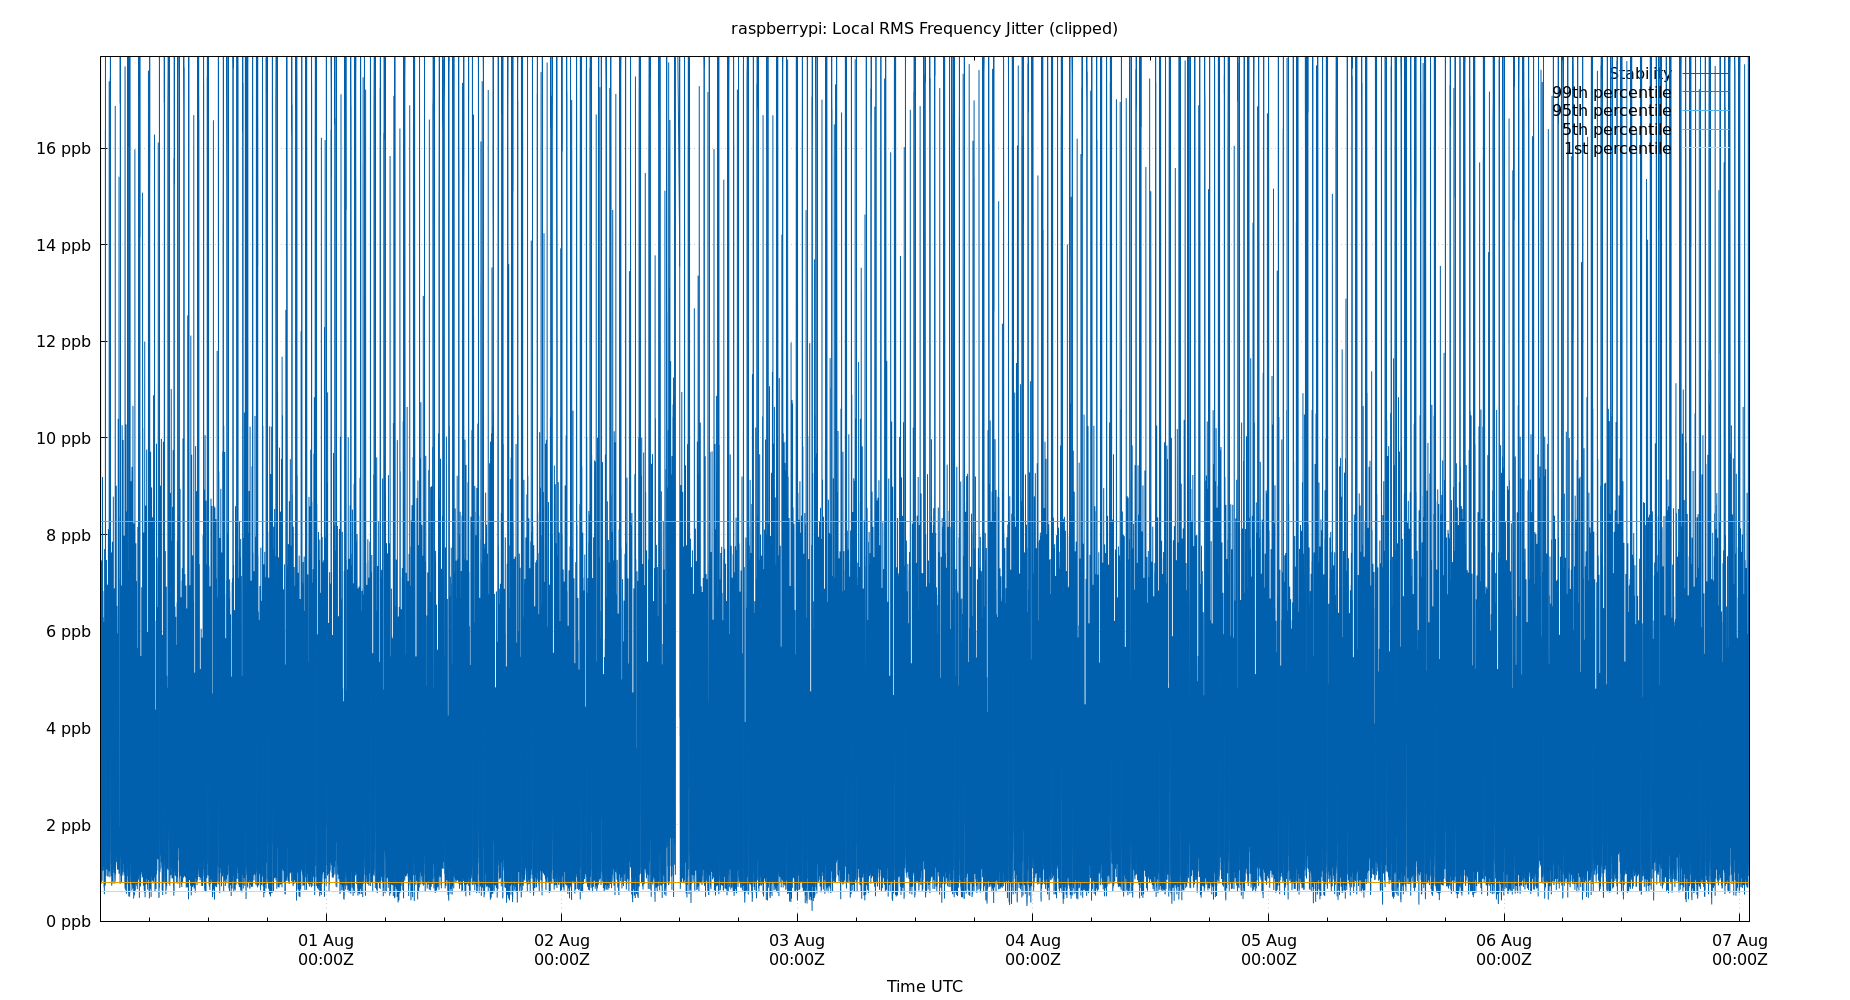 raspberrypi: Local RMS Frequency Jitter (clipped)
Stability
99th percentile
95th percentile
5th percentile
1st percentile
16 ppb
14 ppb
12 ppb
10 ppb
8 ppb
6 ppb
4 ppb
2 ppb
0 ppb
01 Aug 02 Aug 03 Aug 04 Aug 05 Aug 06 Aug 07 Aug
00:00Z 00:00Z 00:00Z 00:00Z 00:00Z 00:00Z 00:00Z
Time UTC